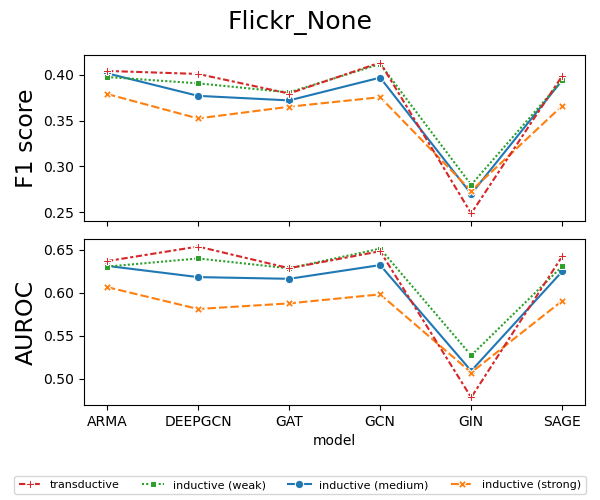 Flickr_None
F1 score
0.40
0.35
0.30
0.25
AUROC
0.65
0.60
0.55
0.50
ARMA DEEPGCN GAT GCN GIN SAGE
model
transductive inductive (weak) inductive (medium) inductive (strong)